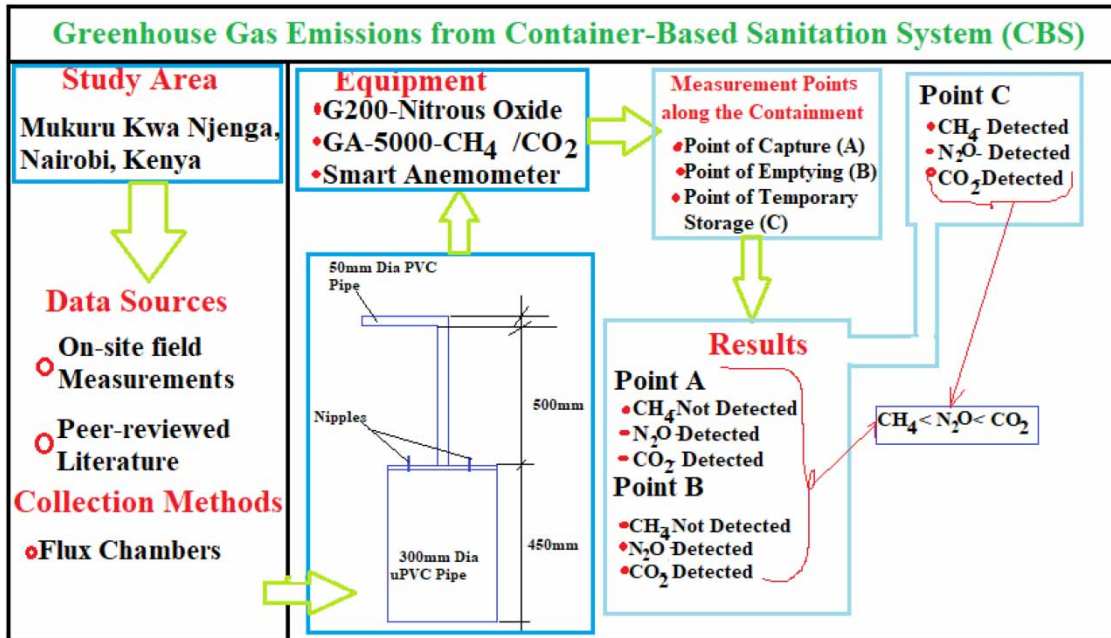 Greenhouse Gas Emissions from Container-Based Sanitation System (CBS)
Study Area
Mukuru Kwa Njenga,
Nairobi, Kenya
Data Sources
On-site field
Measurements
Peer-reviewed
Literature
Collection Methods
Flux Chambers
Equipment
G200-Nitrous Oxide
GA-5000-CH₄ /CO₂
Smart Anemometer
50mm Dia PVC
Pipe
Nipples
500mm
450mm
300mm Dia
uPVC Pipe
Measurement Points
along the Containment
Point of Capture (A)
Point of Emptying (B)
Point of Temporary
Storage (C)
Results
Point A
CH₄-Not Detected
N₂O-Detected
CO₂-Detected
Point B
CH₄-Not Detected
N₂O-Detected
CO₂-Detected
Point C
CH₄- Detected
N₂O- Detected
CO₂-Detected
CH₄< N₂O< CO₂